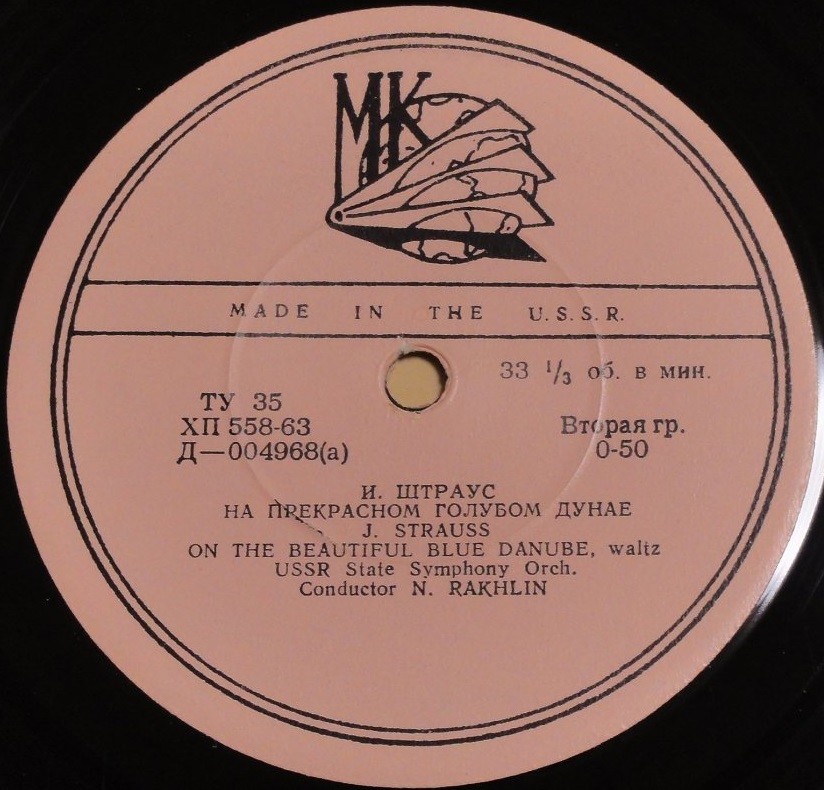 МК
MADE IN THE U.S.S.R.
33 1/3 об. в мин.
ТУ 35
ХП 558-63
Д—004968(а)
Вторая гр.
0-50
И. ШТРАУС
НА ПРЕКРАСНОМ ГОЛУБОМ ДУНАЕ
J. STRAUSS
ON THE BEAUTIFUL BLUE DANUBE, waltz
USSR State Symphony Orch.
Conductor N. RAKHLIN